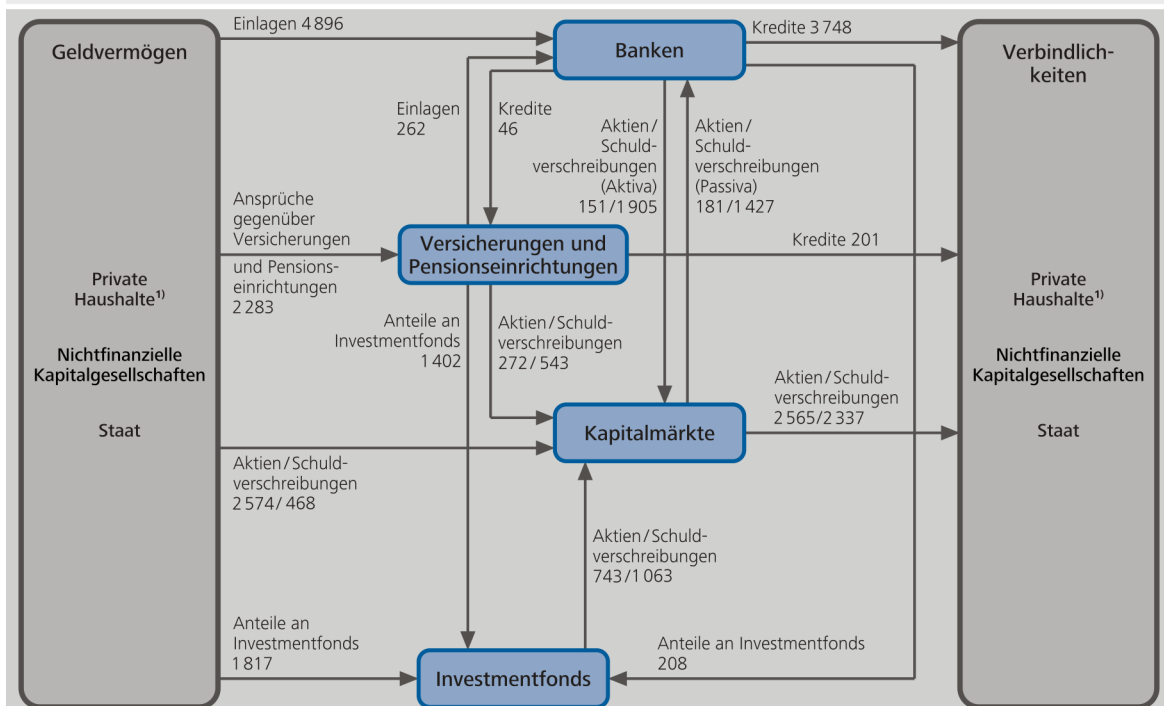 Geldvermögen
Private
Haushalte¹⁾
Nichtfinanzielle
Kapitalgesellschaften
Staat
Einlagen 4 896
Banken
Kredite 3 748
Verbindlich-
keiten
Private
Haushalte¹⁾
Nichtfinanzielle
Kapitalgesellschaften
Staat
Einlagen
262
Kredite
46
Aktien/
Schuld-
verschreibungen
(Aktiva)
151/1 905
Aktien/
Schuld-
verschreibungen
(Passiva)
181/1 427
Ansprüche
gegenüber
Versicherungen
und Pensions-
einrichtungen
2 283
Versicherungen und
Pensionseinrichtungen
Kredite 201
Anteile an
Investmentfonds
1 402
Aktien/Schuld-
verschreibungen
272/ 543
Kapitalmärkte
Aktien/Schuld-
verschreibungen
2 565/2 337
Aktien/Schuld-
verschreibungen
2 574/ 468
Aktien/Schuld-
verschreibungen
743/1 063
Anteile an
Investmentfonds
1 817
Investmentfonds
Anteile an Investmentfonds
208